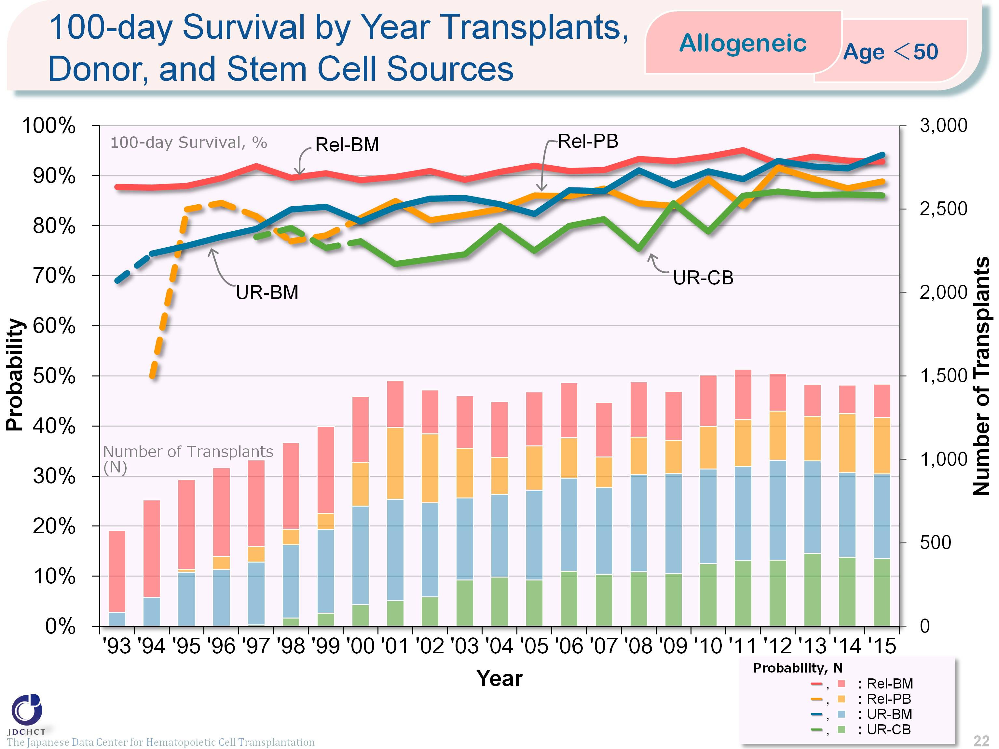 100-day Survival by Year Transplants,
Donor, and Stem Cell Sources
Allogeneic
Age <50
100%
90%
80%
70%
60%
50%
40%
30%
20%
10%
0%
Probability
3,000
2,500
2,000
1,500
1,000
500
0
Number of Transplants
100-day Survival, %
Rel-BM
Rel-PB
UR-BM
UR-CB
Number of Transplants
(N)
'93 '94 '95 '96 '97 '98 '99 '00 '01 '02 '03 '04 '05 '06 '07 '08 '09 '10 '11 '12 '13 '14 '15
Year
Probability, N
, : Rel-BM
, : Rel-PB
, : UR-BM
, : UR-CB
JDCHCT
The Japanese Data Center for Hematopoietic Cell Transplantation
22